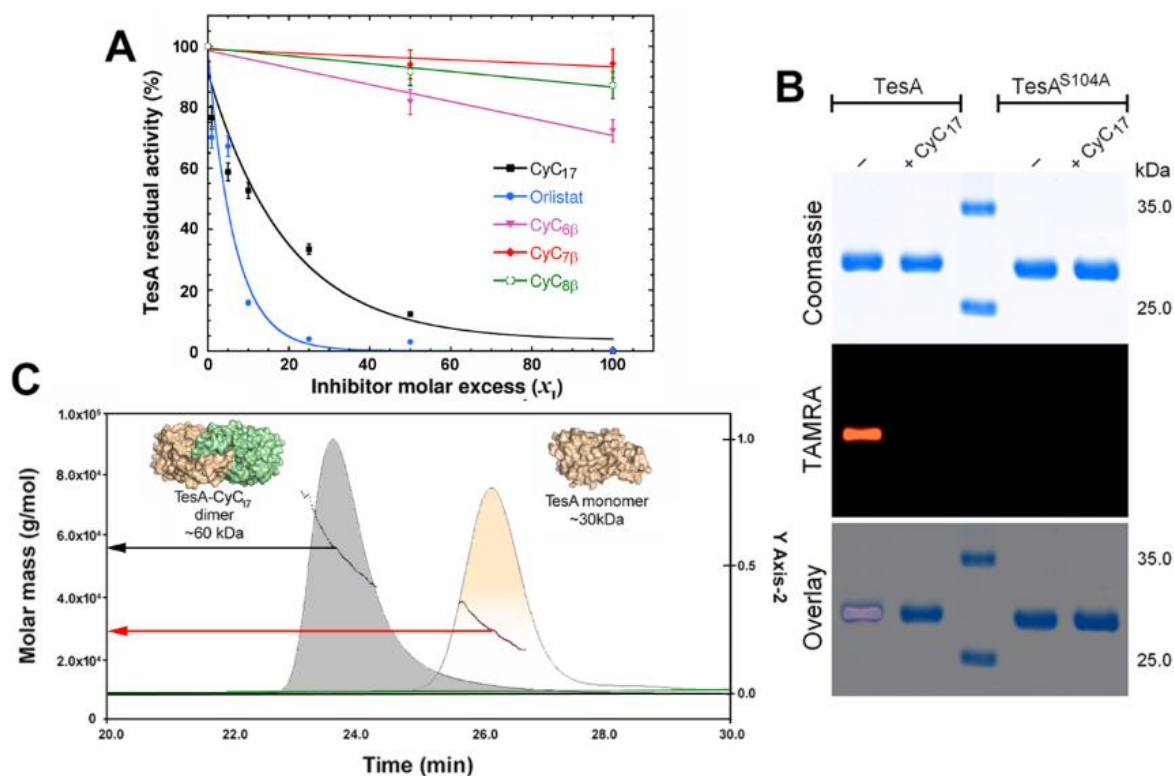 A
TesA residual activity (%)
100
80
60
40
20
0
CyC17
Orlistat
CyC6β
CyC7β
CyC8β
0 20 40 60 80 100
Inhibitor molar excess (xI)
B
TesA TesAS104A
– + CyC17 – + CyC17
kDa
Coomassie
35.0
25.0
TAMRA
Overlay
35.0
25.0
C
Molar mass (g/mol)
1.0x10⁵
8.0x10⁴
6.0x10⁴
4.0x10⁴
2.0x10⁴
0
TesA-CyC17
dimer
~60 kDa
TesA monomer
~30kDa
1.0
0.5
0.0
Y Axis-2
20.0 22.0 24.0 26.0 28.0 30.0
Time (min)